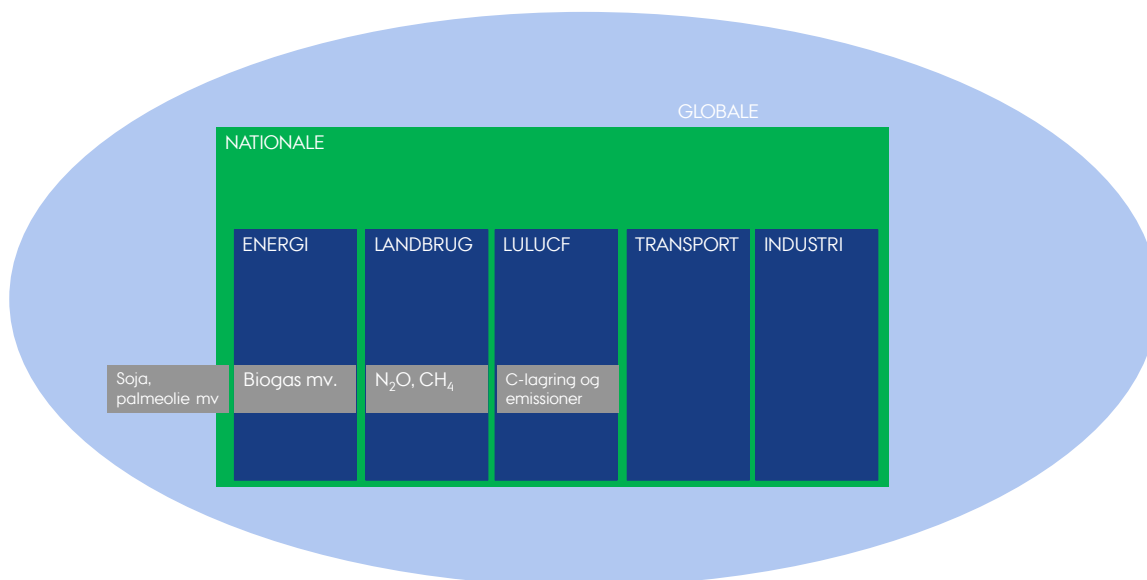 GLOBALE
NATIONALE
ENERGI
LANDBRUG
LULUCF
TRANSPORT
INDUSTRI
Soja,
palmeolie mv
Biogas mv.
N₂O, CH₄
C-lagring og
emissioner